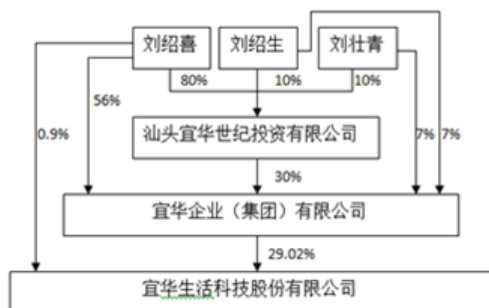 刘绍喜 刘绍生 刘壮青
80% 10% 10%
56%
0.9% 汕头宜华世纪投资有限公司 7% 7%
30%
宜华企业（集团）有限公司
29.02%
宜华生活科技股份有限公司